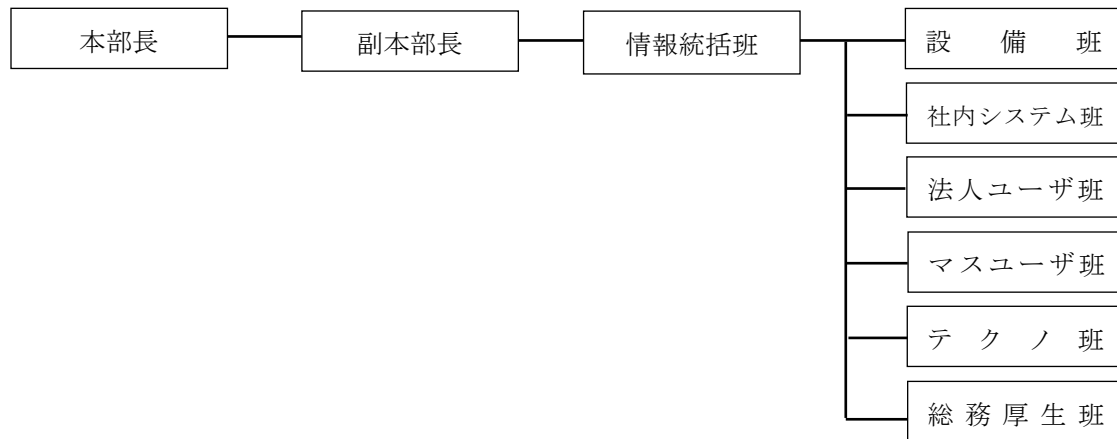 本部長
副本部長
情報統括班
設備班
社内システム班
法人ユーザ班
マスユーザ班
テクノ班
総務厚生班